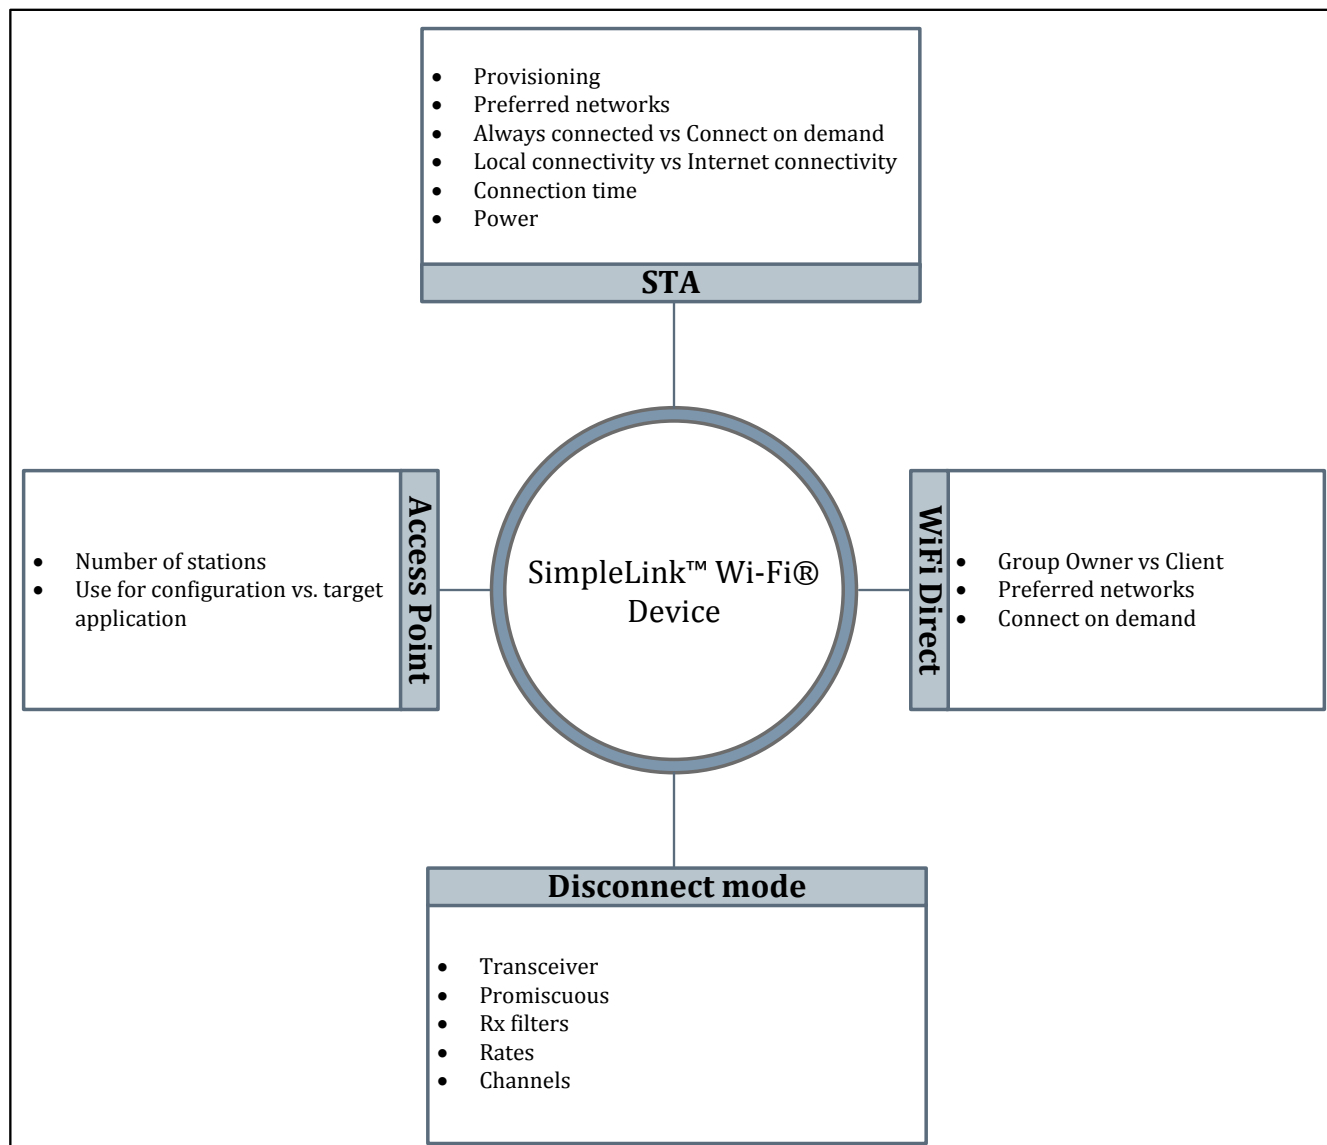 • Provisioning
• Preferred networks
• Always connected vs Connect on demand
• Local connectivity vs Internet connectivity
• Connection time
• Power
STA
Access Point
• Number of stations
• Use for configuration vs. target
application
SimpleLink™ Wi-Fi®
Device
WiFi Direct
• Group Owner vs Client
• Preferred networks
• Connect on demand
Disconnect mode
• Transceiver
• Promiscuous
• Rx filters
• Rates
• Channels